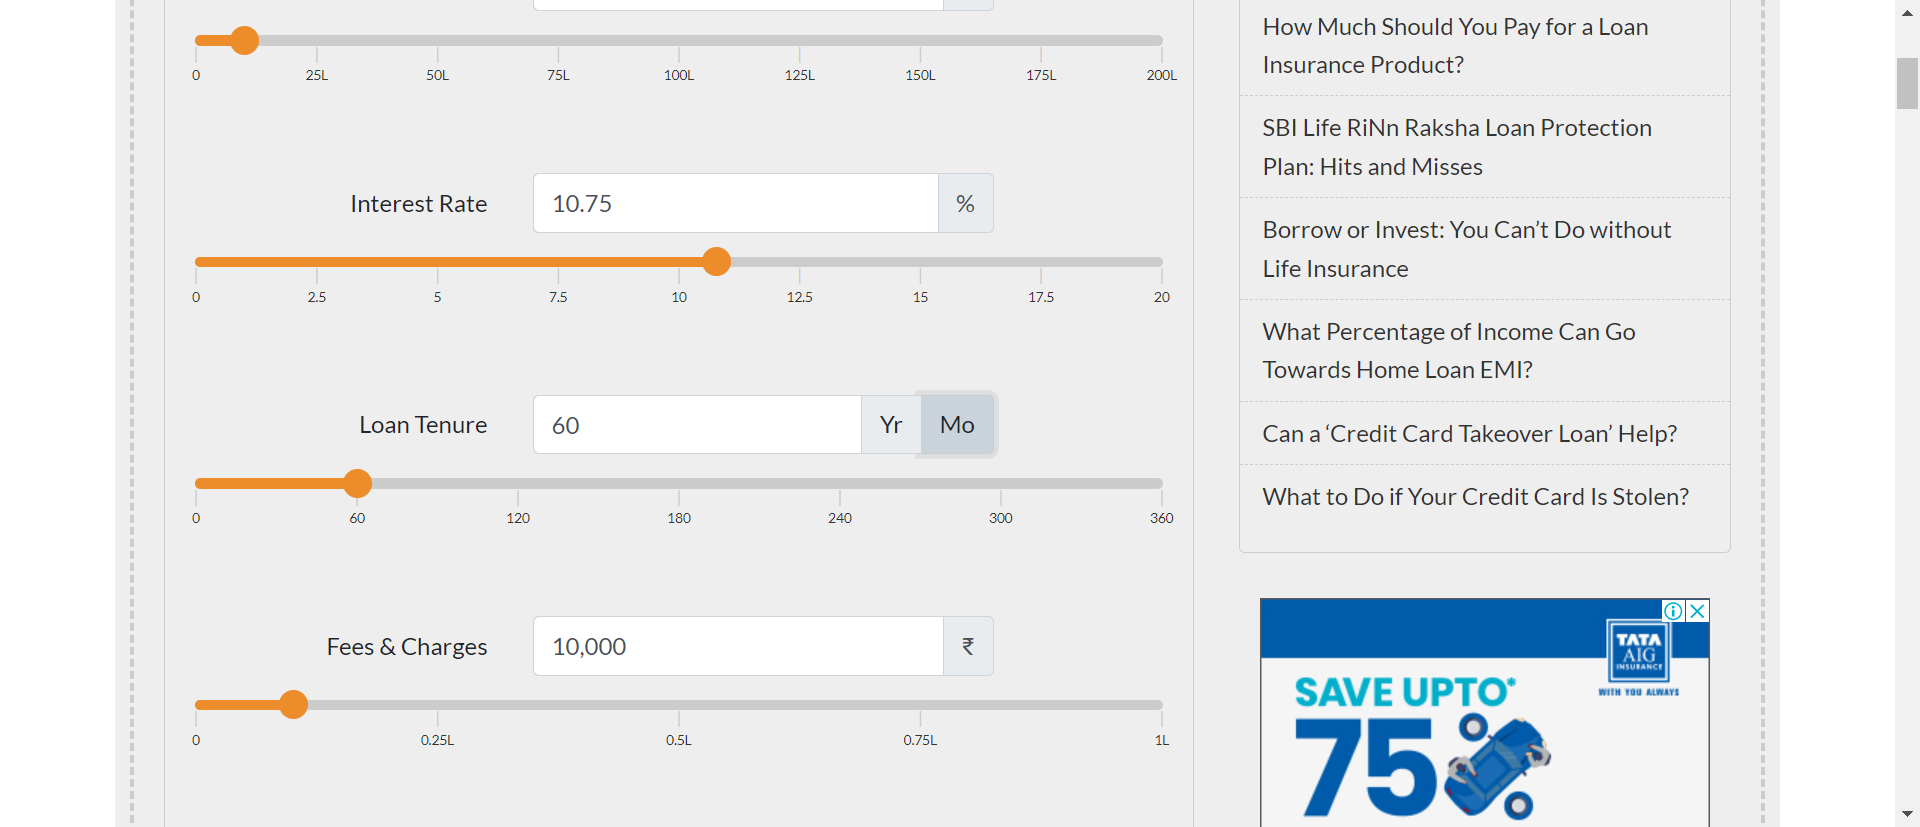 0 25L 50L 75L 100L 125L 150L 175L 200L
Interest Rate 10.75 %
0 2.5 5 7.5 10 12.5 15 17.5 20
Loan Tenure 60 Yr Mo
0 60 120 180 240 300 360
Fees & Charges 10,000 ₹
0 0.25L 0.5L 0.75L 1L
How Much Should You Pay for a Loan
Insurance Product?
SBI Life RiNn Raksha Loan Protection
Plan: Hits and Misses
Borrow or Invest: You Can’t Do without
Life Insurance
What Percentage of Income Can Go
Towards Home Loan EMI?
Can a ‘Credit Card Takeover Loan’ Help?
What to Do if Your Credit Card Is Stolen?
TATA
AIG
INSURANCE
WITH YOU ALWAYS
SAVE UPTO*
75%